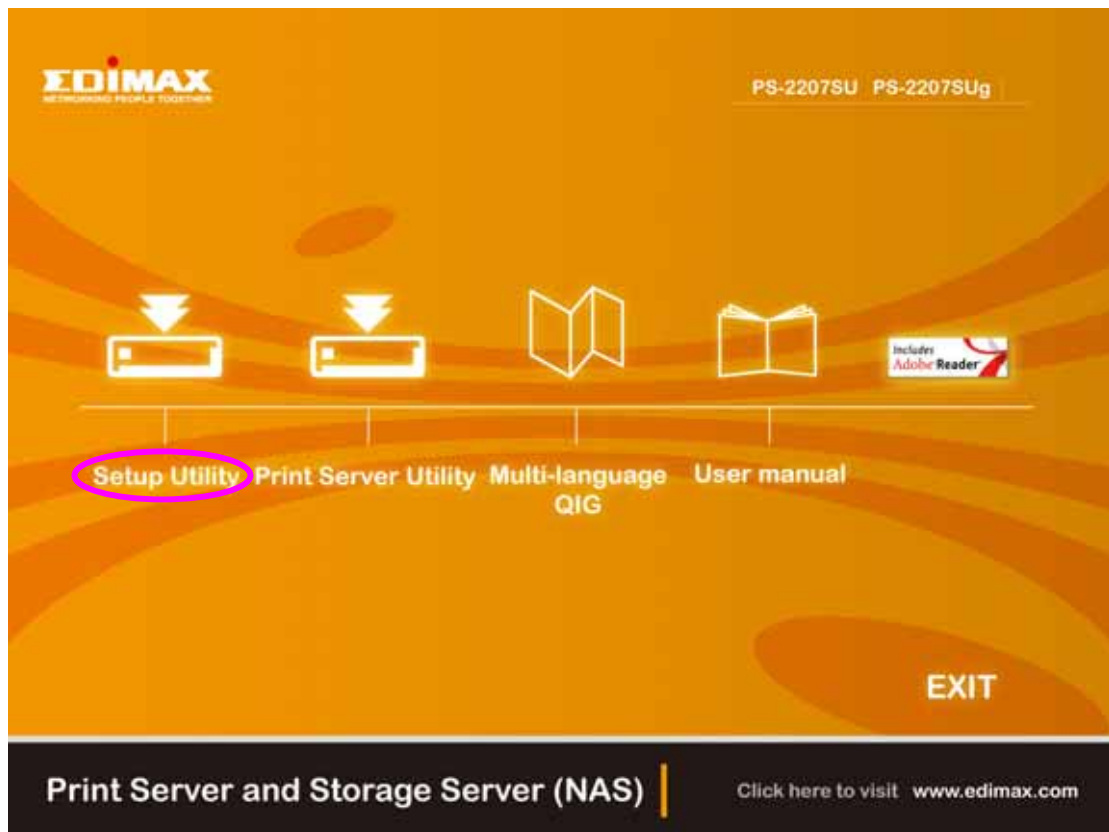 EDIMAX
NETWORKING PEOPLE TOGETHER
PS-2207SU PS-2207SUg
Includes
Adobe Reader
Setup Utility Print Server Utility Multi-language QIG User manual
EXIT
Print Server and Storage Server (NAS)
Click here to visit www.edimax.com